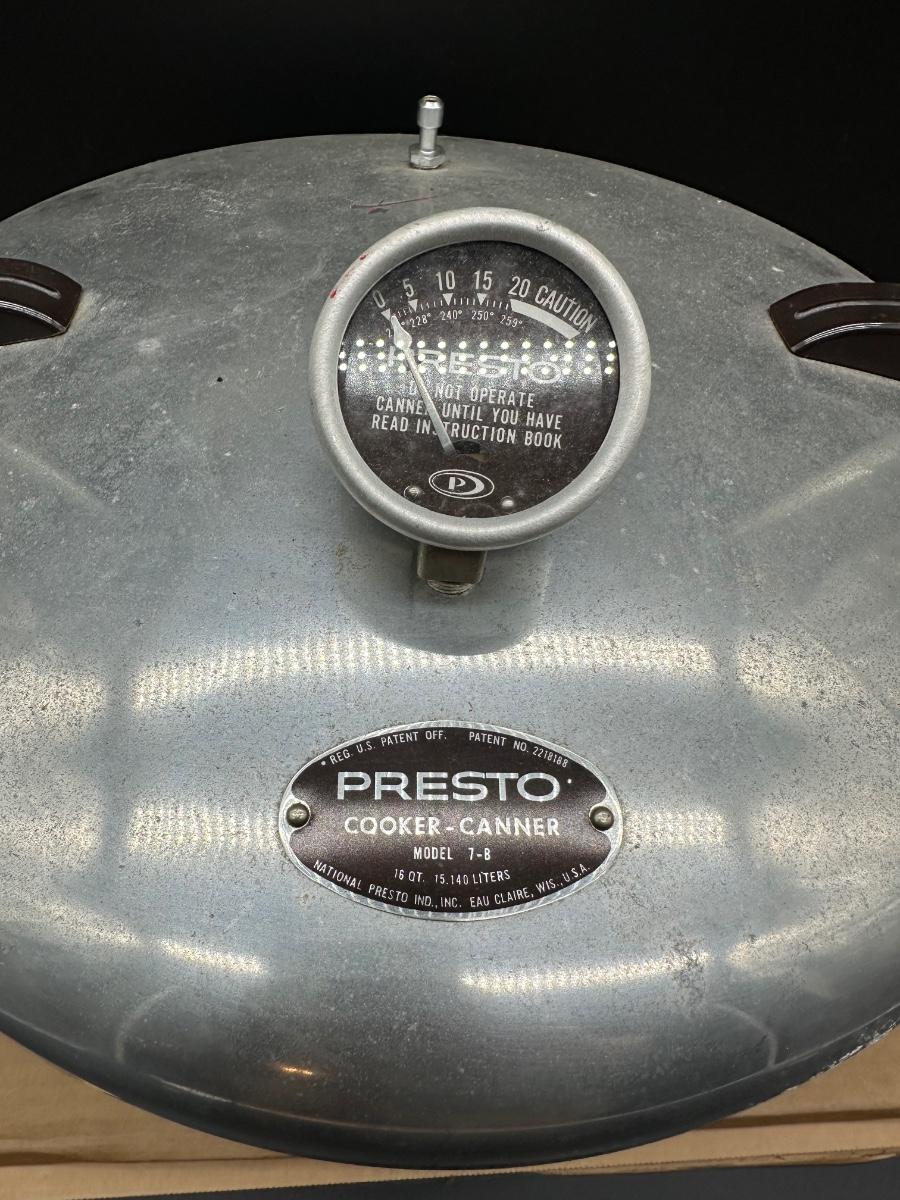 0 5 10 15 20 CAUTION
228° 240° 250° 259°
PRESTO
DO NOT OPERATE
CANNER UNTIL YOU HAVE
READ INSTRUCTION BOOK
P
REG. U.S. PATENT OFF. PATENT NO. 2218188
PRESTO
COOKER-CANNER
MODEL 7-B
16 QT. 15.140 LITERS
NATIONAL PRESTO IND., INC. EAU CLAIRE, WIS., U.S.A.